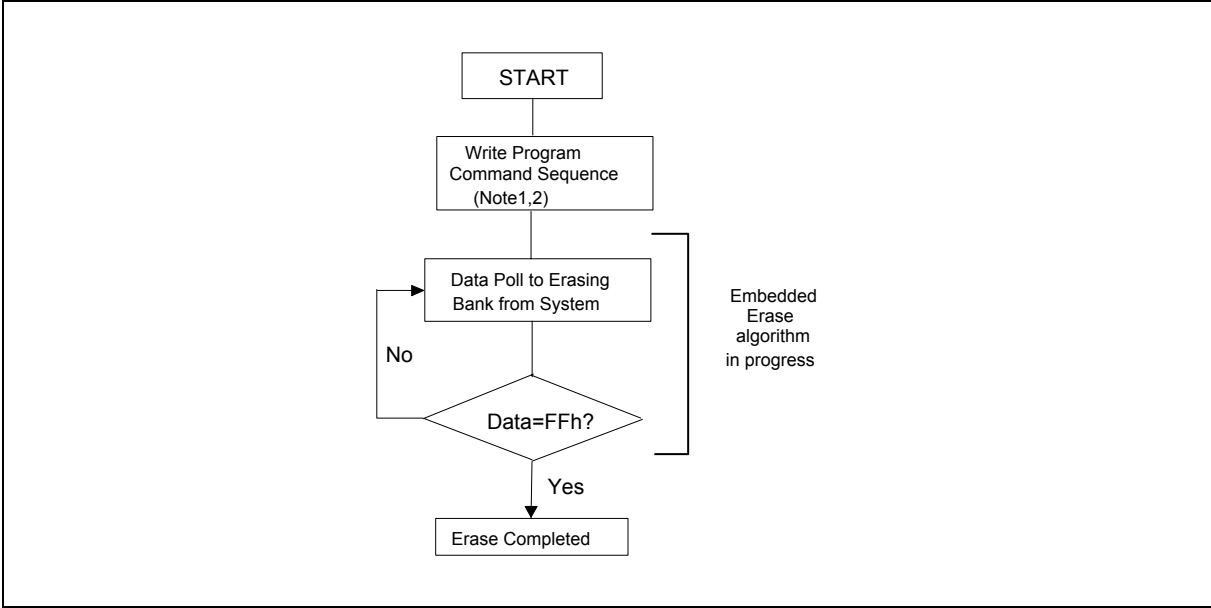 START
Write Program
Command Sequence
(Note1,2)
Data Poll to Erasing
Bank from System
Embedded
Erase
algorithm
in progress
No
Data=FFh?
Yes
Erase Completed